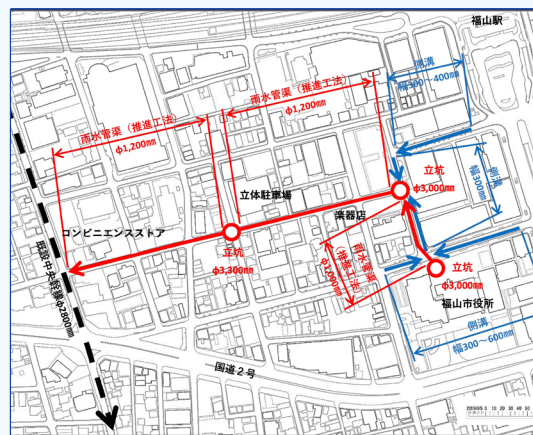 福山駅
側溝
幅300～400㎜
雨水管渠（推進工法）
φ1,200㎜
雨水管渠（推進工法）
φ1,200㎜
立坑
φ3,000㎜
側溝
幅300㎜
立体駐車場
楽器店
コンビニエンスストア
立坑
φ3,300㎜
雨水管渠
（推進工法）
φ1,000㎜
立坑
φ3,000㎜
福山市役所
既設中央幹線φ2800㎜
側溝
幅300～600㎜
国道２号